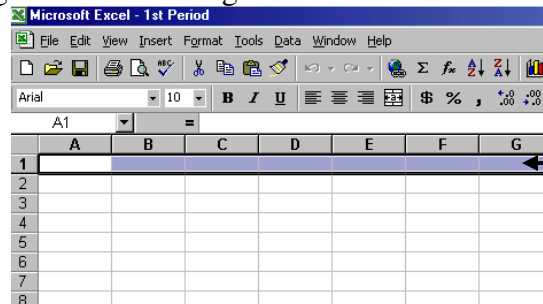 Microsoft Excel - 1st Period
File Edit View Insert Format Tools Data Window Help
Arial 10 B I U $ % ,
A1 =
A B C D E F G
1
2
3
4
5
6
7
8